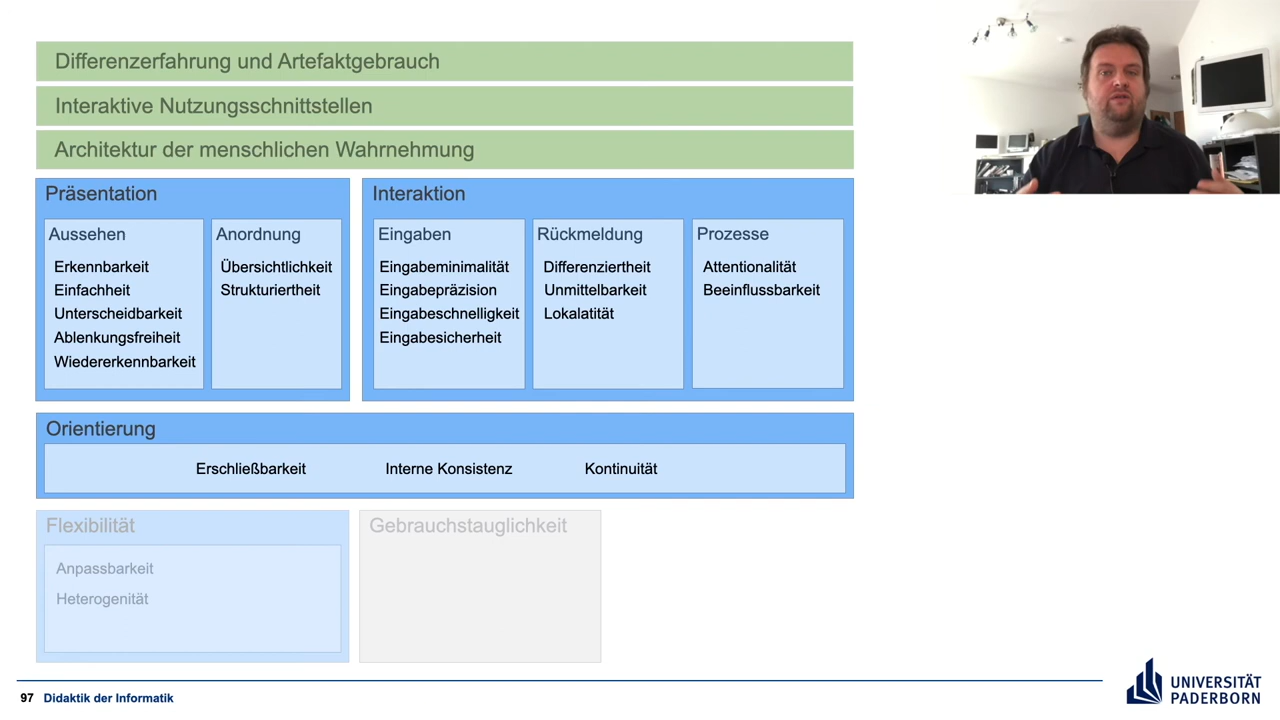 Differenzerfahrung und Artefaktgebrauch
Interaktive Nutzungsschnittstellen
Architektur der menschlichen Wahrnehmung
Präsentation
Aussehen
Erkennbarkeit
Einfachheit
Unterscheidbarkeit
Ablenkungsfreiheit
Wiedererkennbarkeit
Anordnung
Übersichtlichkeit
Strukturiertheit
Interaktion
Eingaben
Eingabeminimalität
Eingabepräzision
Eingabeschnelligkeit
Eingabesicherheit
Rückmeldung
Differenziertheit
Unmittelbarkeit
Lokalatität
Prozesse
Attentionalität
Beeinflussbarkeit
Orientierung
Erschließbarkeit Interne Konsistenz Kontinuität
Flexibilität
Anpassbarkeit
Heterogenität
Gebrauchstauglichkeit
97 Didaktik der Informatik
UNIVERSITÄT
PADERBORN